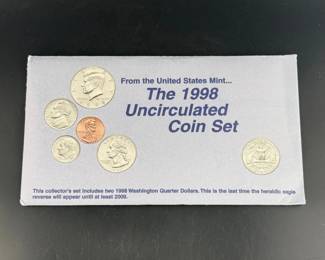 From the United States Mint...
The 1998
Uncirculated
Coin Set
This collector's set includes two 1998 Washington Quarter Dollars. This is the last time the heraldic eagle
reverse will appear until at least 2009.